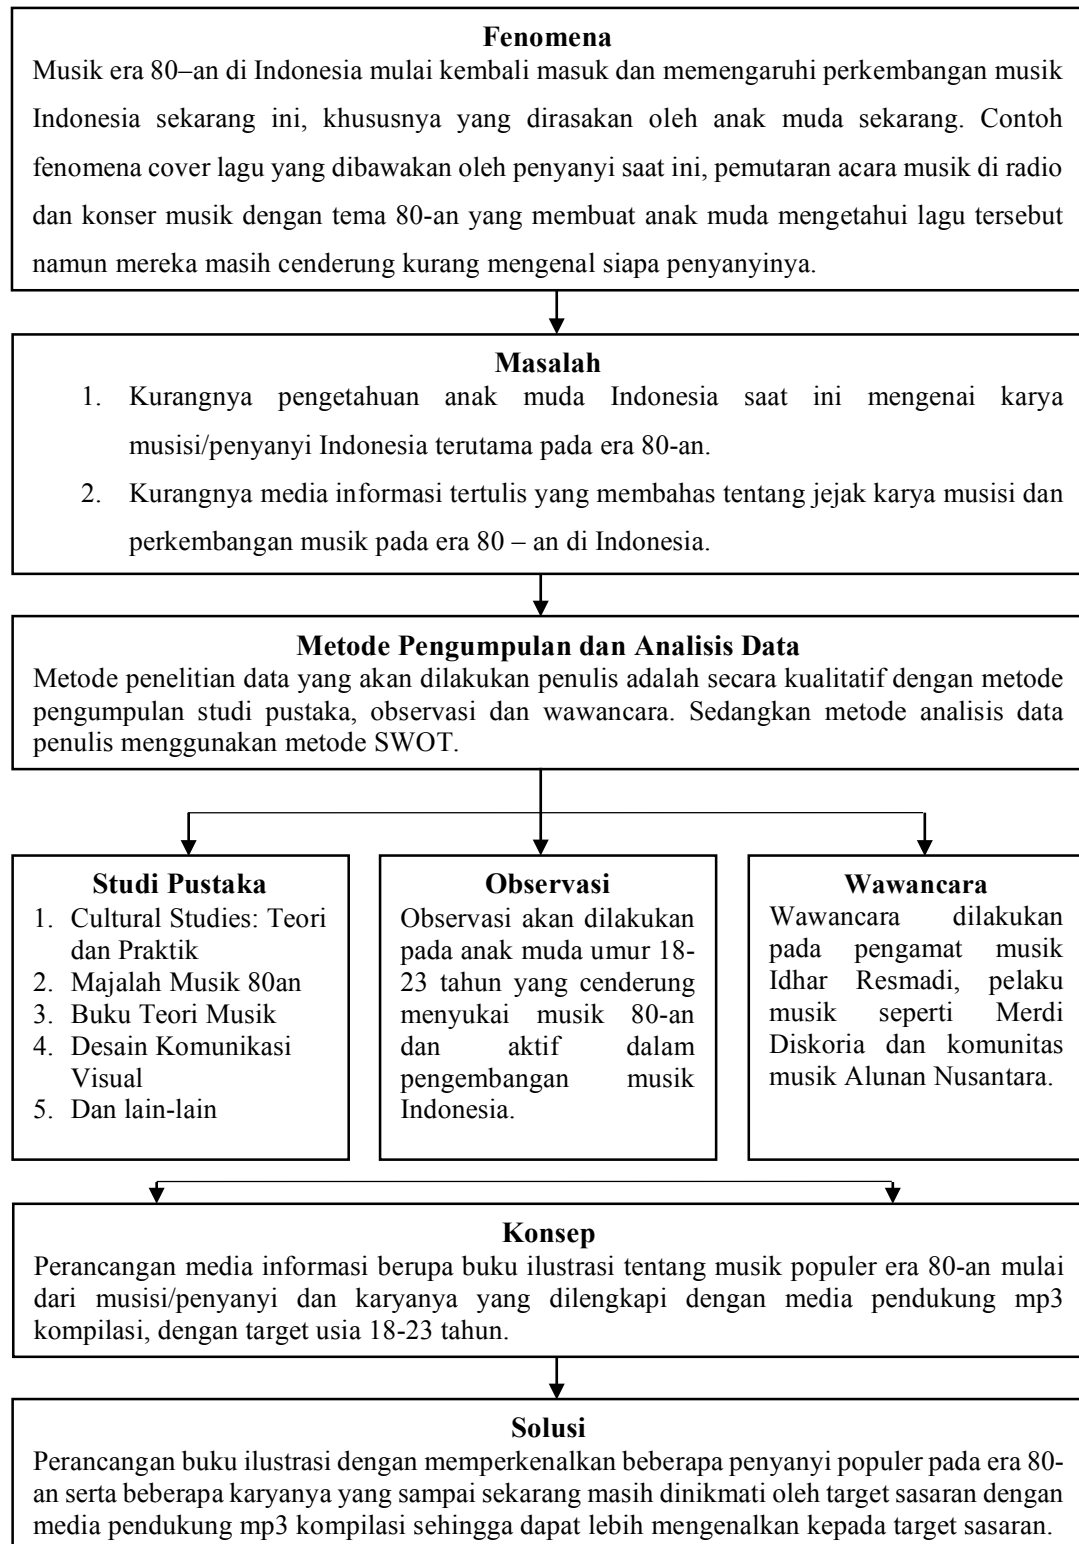 Fenomena
Musik era 80–an di Indonesia mulai kembali masuk dan memengaruhi perkembangan musik
Indonesia sekarang ini, khususnya yang dirasakan oleh anak muda sekarang. Contoh
fenomena cover lagu yang dibawakan oleh penyanyi saat ini, pemutaran acara musik di radio
dan konser musik dengan tema 80-an yang membuat anak muda mengetahui lagu tersebut
namun mereka masih cenderung kurang mengenal siapa penyanyinya.
Masalah
1. Kurangnya pengetahuan anak muda Indonesia saat ini mengenai karya
musisi/penyanyi Indonesia terutama pada era 80-an.
2. Kurangnya media informasi tertulis yang membahas tentang jejak karya musisi dan
perkembangan musik pada era 80 – an di Indonesia.
Metode Pengumpulan dan Analisis Data
Metode penelitian data yang akan dilakukan penulis adalah secara kualitatif dengan metode
pengumpulan studi pustaka, observasi dan wawancara. Sedangkan metode analisis data
penulis menggunakan metode SWOT.
Studi Pustaka
1. Cultural Studies: Teori
dan Praktik
2. Majalah Musik 80an
3. Buku Teori Musik
4. Desain Komunikasi
Visual
5. Dan lain-lain
Observasi
Observasi akan dilakukan
pada anak muda umur 18-
23 tahun yang cenderung
menyukai musik 80-an
dan aktif dalam
pengembangan musik
Indonesia.
Wawancara
Wawancara dilakukan
pada pengamat musik
Idhar Resmadi, pelaku
musik seperti Merdi
Diskoria dan komunitas
musik Alunan Nusantara.
Konsep
Perancangan media informasi berupa buku ilustrasi tentang musik populer era 80-an mulai
dari musisi/penyanyi dan karyanya yang dilengkapi dengan media pendukung mp3
kompilasi, dengan target usia 18-23 tahun.
Solusi
Perancangan buku ilustrasi dengan memperkenalkan beberapa penyanyi populer pada era 80-
an serta beberapa karyanya yang sampai sekarang masih dinikmati oleh target sasaran dengan
media pendukung mp3 kompilasi sehingga dapat lebih mengenalkan kepada target sasaran.